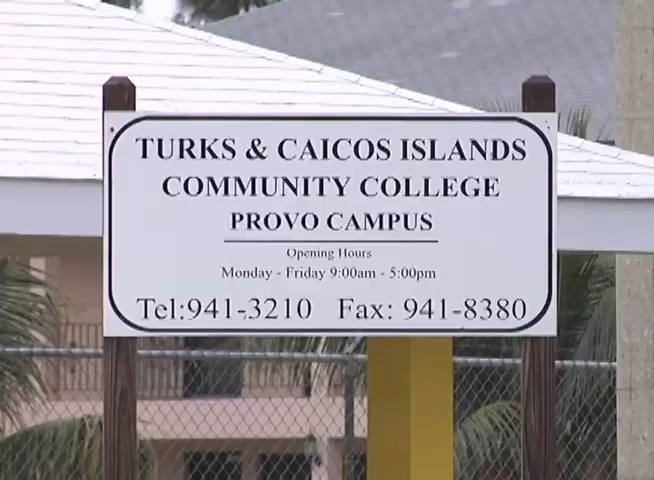 TURKS & CAICOS ISLANDS
COMMUNITY COLLEGE
PROVO CAMPUS
Opening Hours
Monday - Friday 9:00am - 5:00pm
Tel:941-3210 Fax: 941-8380